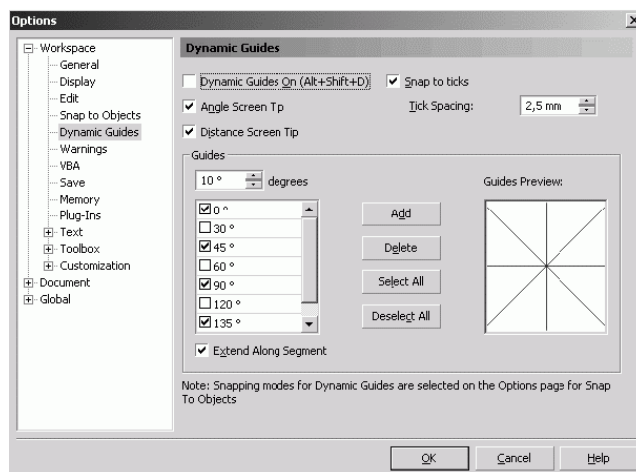 Options
Workspace
General
Display
Edit
Snap to Objects
Dynamic Guides
Warnings
VBA
Save
Memory
Plug-Ins
Text
Toolbox
Customization
Document
Global
Dynamic Guides
Dynamic Guides On (Alt+Shift+D)
Snap to ticks
Angle Screen Tp
Tick Spacing:
2,5 mm
Distance Screen Tip
Guides
10 °
degrees
Guides Preview:
0 °
30 °
45 °
60 °
90 °
120 °
135 °
Add
Delete
Select All
Deselect All
Extend Along Segment
Note: Snapping modes for Dynamic Guides are selected on the Options page for Snap
To Objects
OK
Cancel
Help